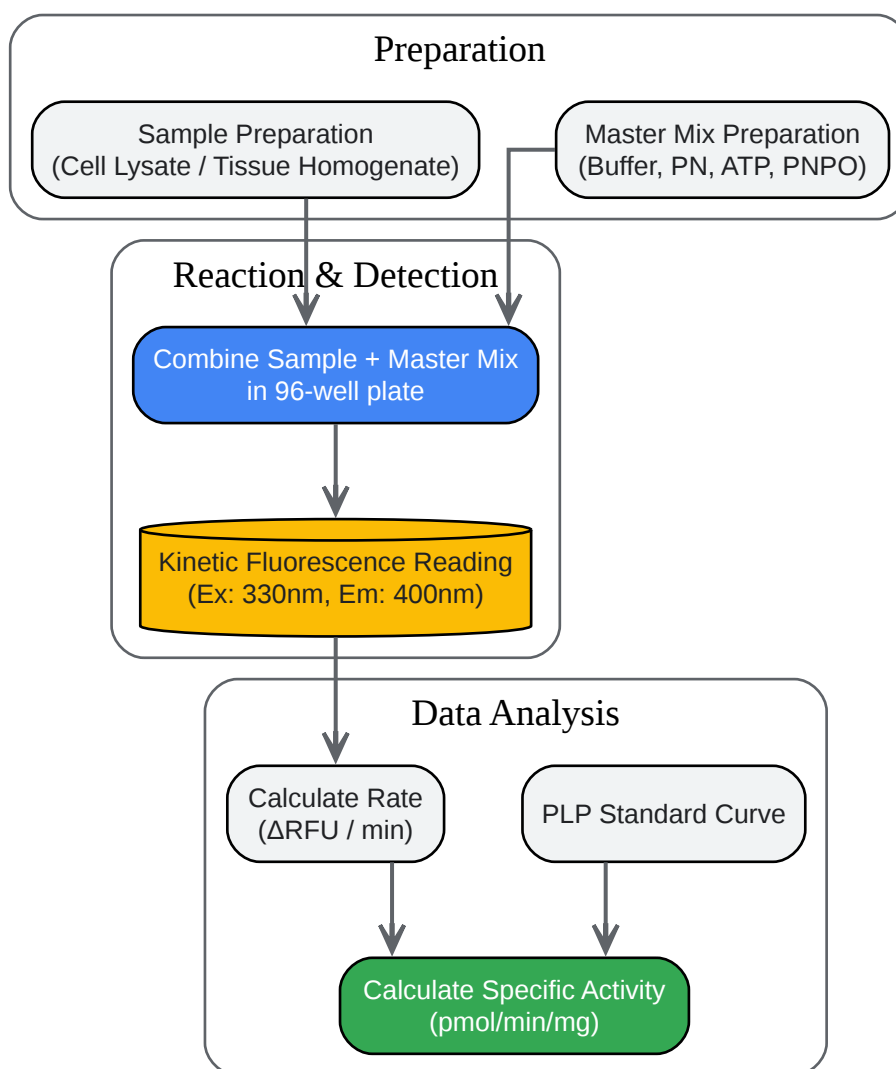 Preparation
Sample Preparation
(Cell Lysate / Tissue Homogenate)
Master Mix Preparation
(Buffer, PN, ATP, PNPO)
Reaction & Detection
Combine Sample + Master Mix
in 96-well plate
Kinetic Fluorescence Reading
(Ex: 330nm, Em: 400nm)
Data Analysis
Calculate Rate
(ΔRFU / min)
PLP Standard Curve
Calculate Specific Activity
(pmol/min/mg)